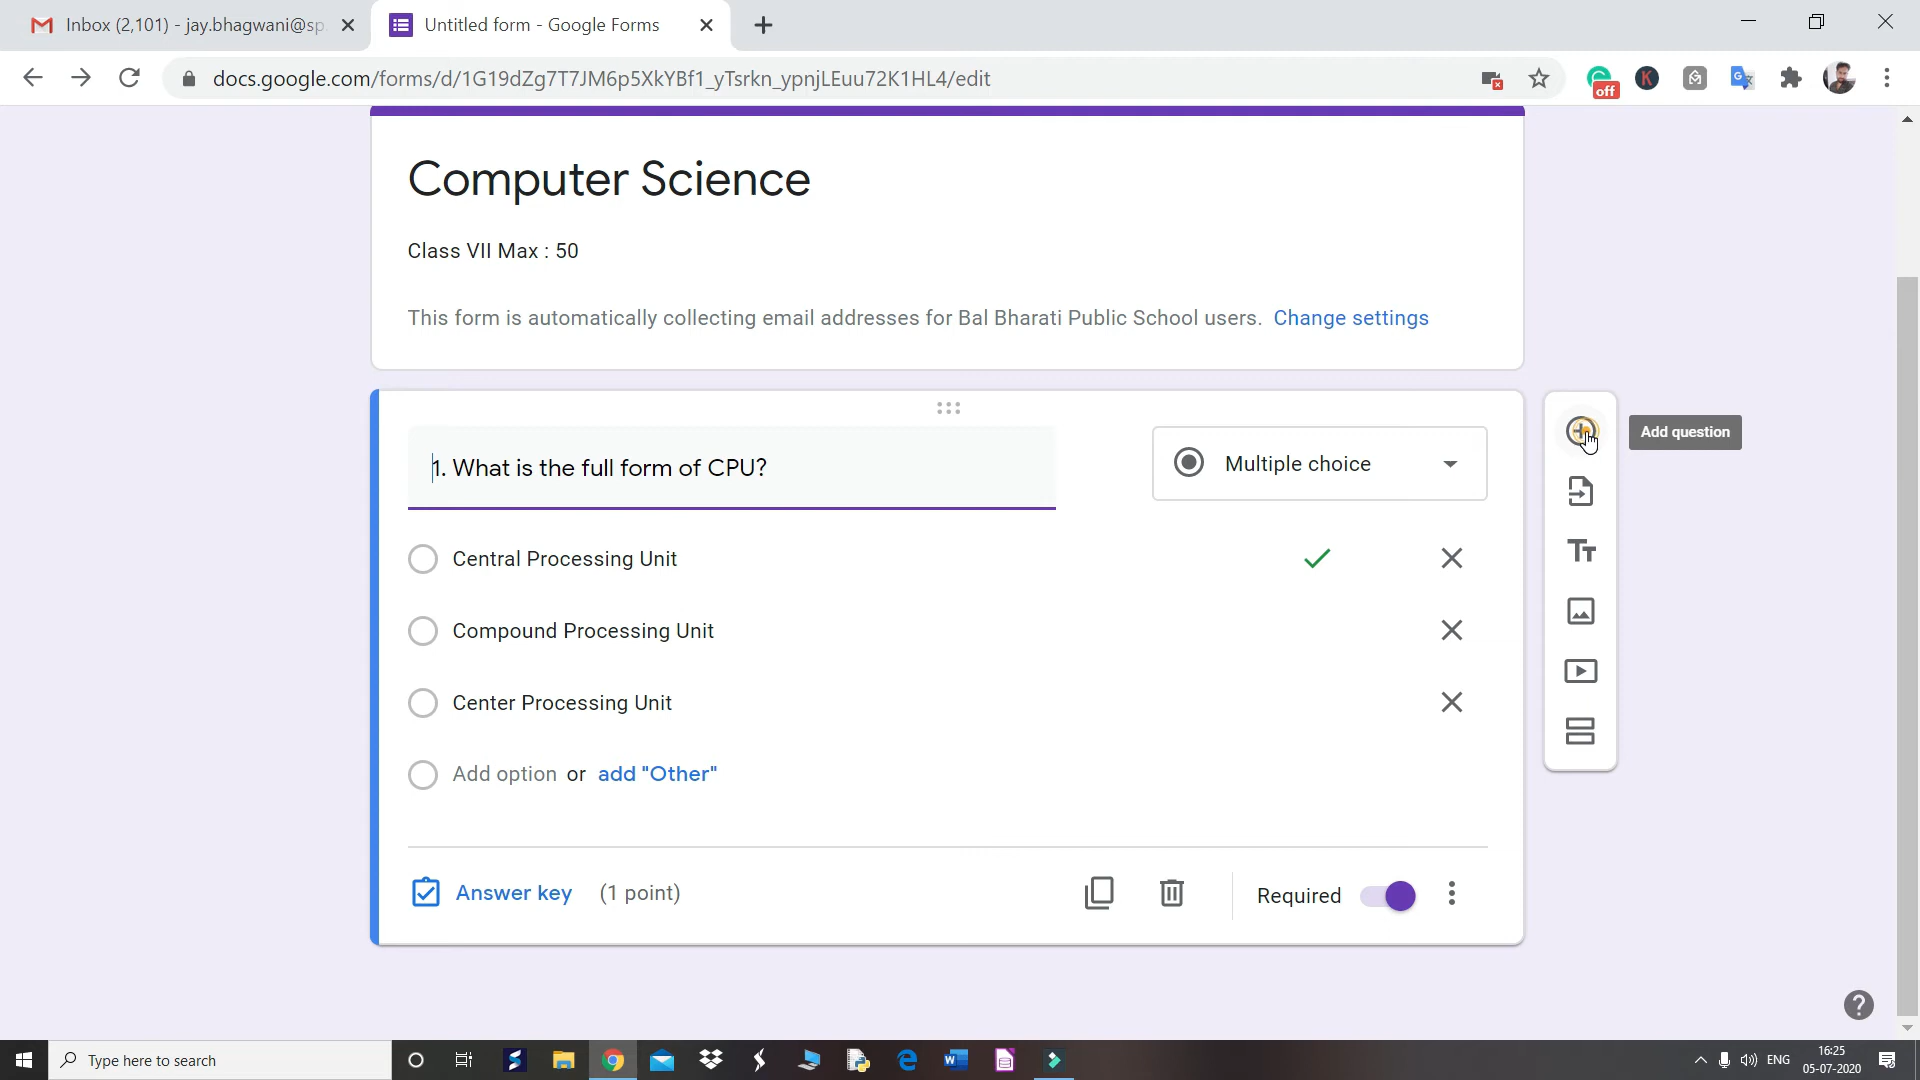 Inbox (2,101) - jay.bhagwani@sp
Untitled form - Google Forms
docs.google.com/forms/d/1G19dZg7T7JM6p5XkYBf1_yTsrkn_ypnjLEuu72K1HL4/edit
off
K
Computer Science
Class VII Max : 50
This form is automatically collecting email addresses for Bal Bharati Public School users. Change settings
1. What is the full form of CPU?
Multiple choice
Add question
Central Processing Unit
Compound Processing Unit
Center Processing Unit
Add option or add "Other"
Answer key (1 point)
Required
Type here to search
ENG
16:25
05-07-2020